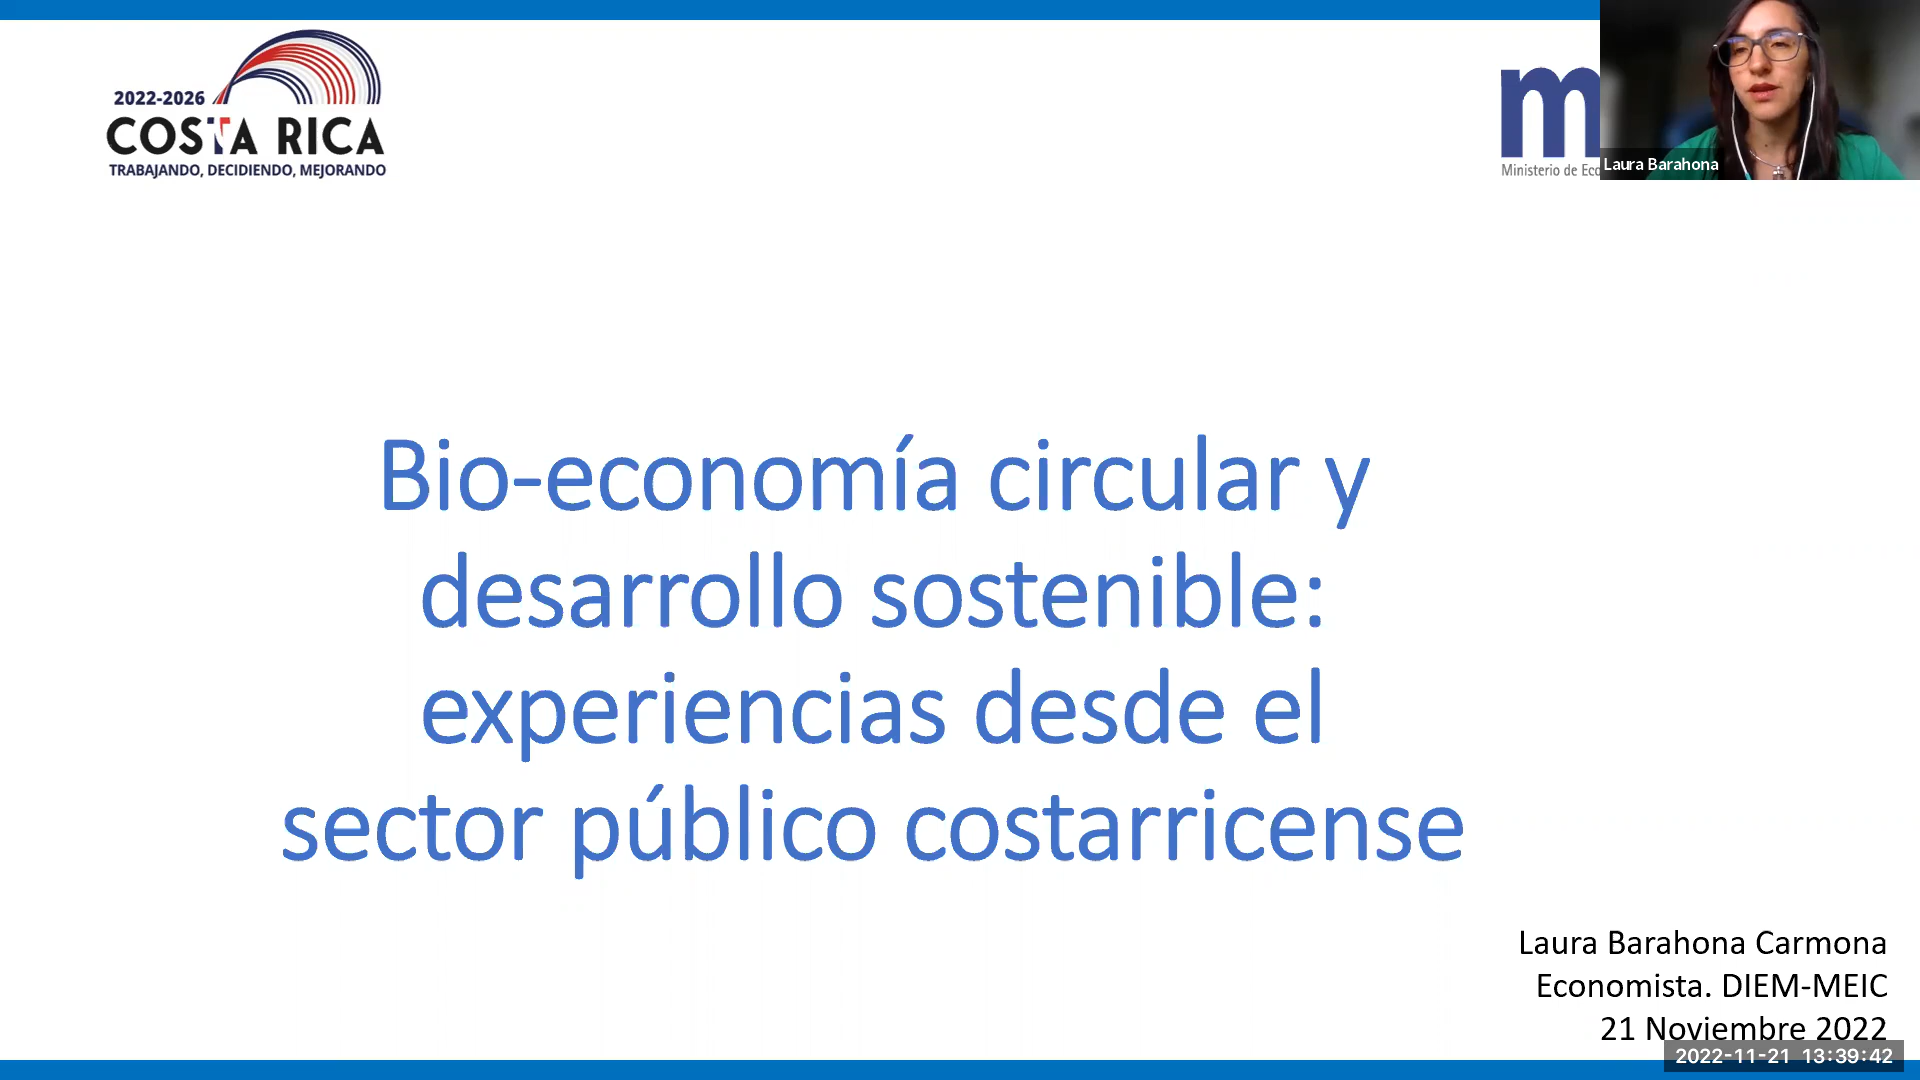 2022-2026
COSTA RICA
TRABAJANDO, DECIDIENDO, MEJORANDO
m
Ministerio de
Laura Barahona
Bio-economía circular y
desarrollo sostenible:
experiencias desde el
sector público costarricense
Laura Barahona Carmona
Economista. DIEM-MEIC
21 Noviembre 2022
2022-11-21 13:39:42